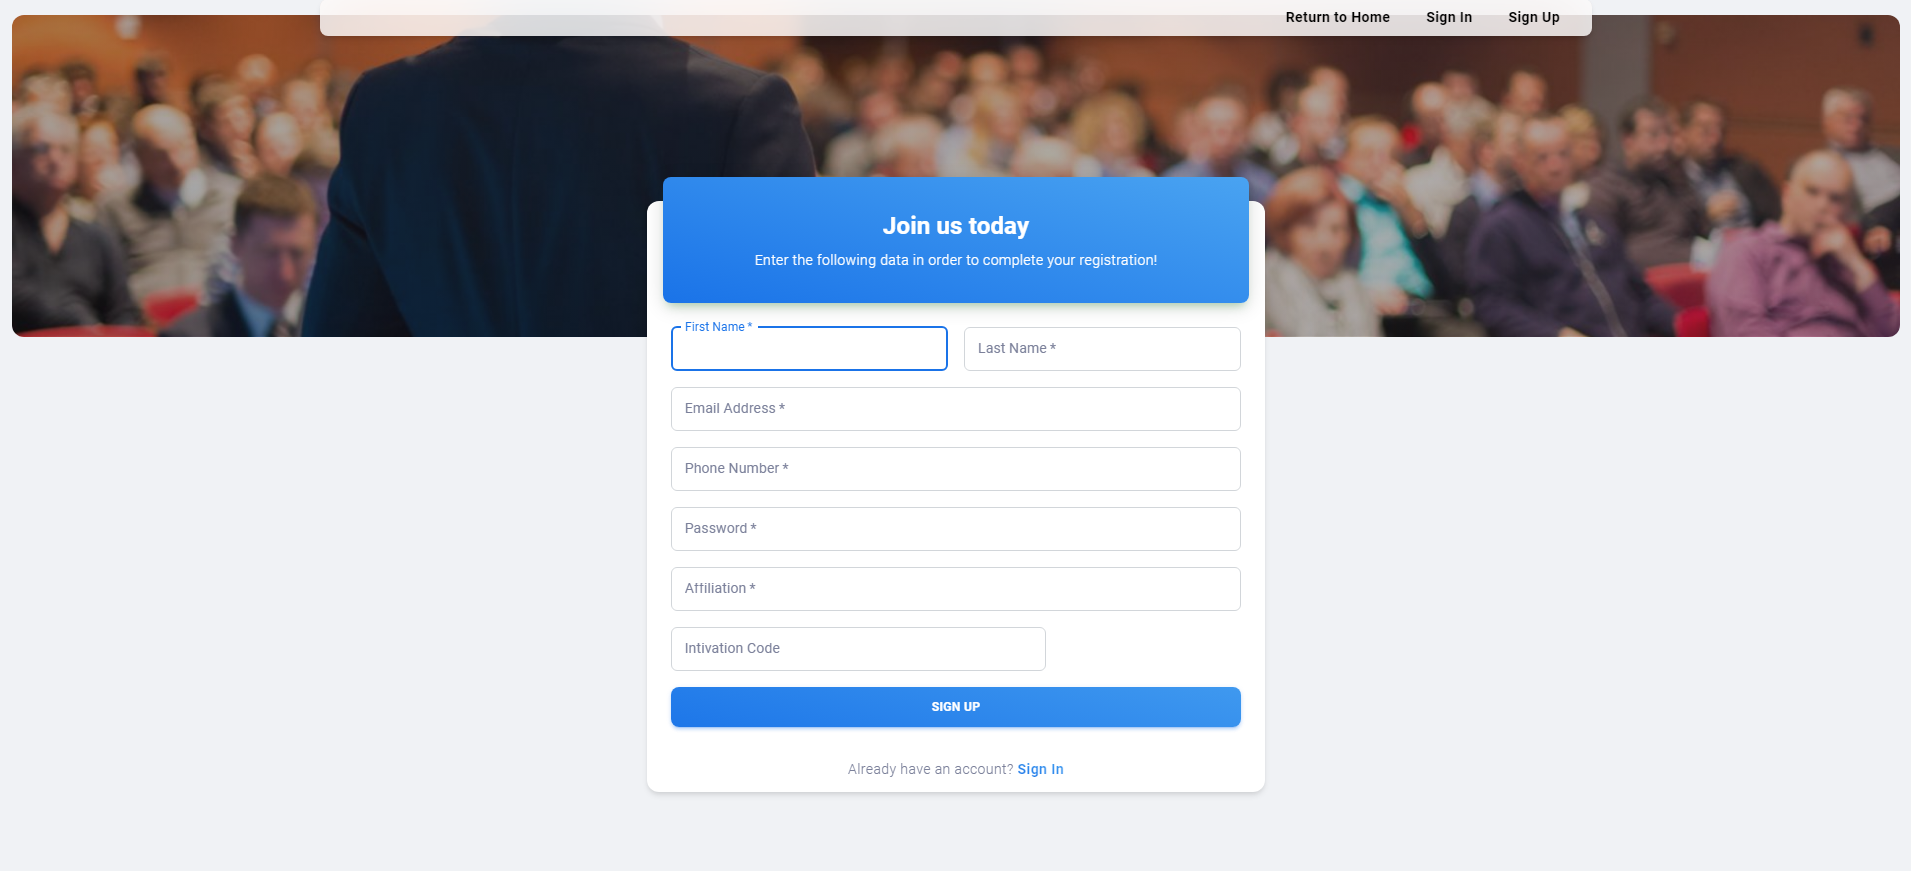 Return to Home Sign In Sign Up
Join us today
Enter the following data in order to complete your registration!
First Name *
Last Name *
Email Address *
Phone Number *
Password *
Affiliation *
Intivation Code
SIGN UP
Already have an account? Sign In